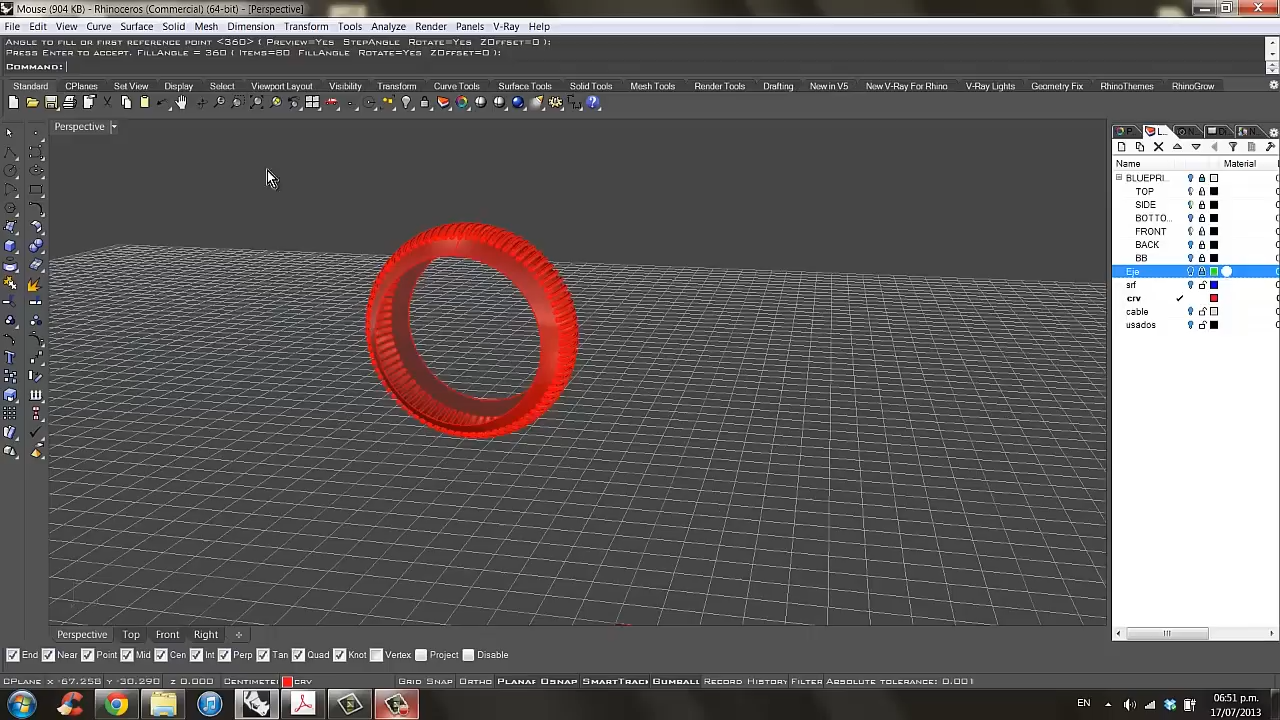 Mouse (904 KB) - Rhinoceros (Commercial) (64-bit) - [Perspective]
File Edit View Curve Surface Solid Mesh Dimension Transform Tools Analyze Render Panels V-Ray Help
Angle to fill or first reference point <360> ( Preview=Yes StepAngle Rotate=Yes ZOffset=0 ):
Press Enter to accept. FillAngle = 360 ( Items=80 FillAngle Rotate=Yes ZOffset=0 ):
Command:
Standard CPlanes Set View Display Select Viewport Layout Visibility Transform Curve Tools Surface Tools Solid Tools Mesh Tools Render Tools Drafting New in V5 New V-Ray For Rhino V-Ray Lights Geometry Fix RhinoThemes RhinoGrow
Perspective
P L... N Di N
Name Material
BLUEPRI...
TOP
SIDE
BOTTO...
FRONT
BACK
BB
Eje
srf
crv
cable
usados
Perspective Top Front Right
End Near Point Mid Cen Int Perp Tan Quad Knot Vertex Project Disable
CPlane x -67.258 y -30.290 z 0.000 Centimeter crv Grid Snap Ortho Planar Osnap SmartTrack Gumball Record History Filter Absolute tolerance: 0.001
EN 06:51 p.m.
17/07/2013